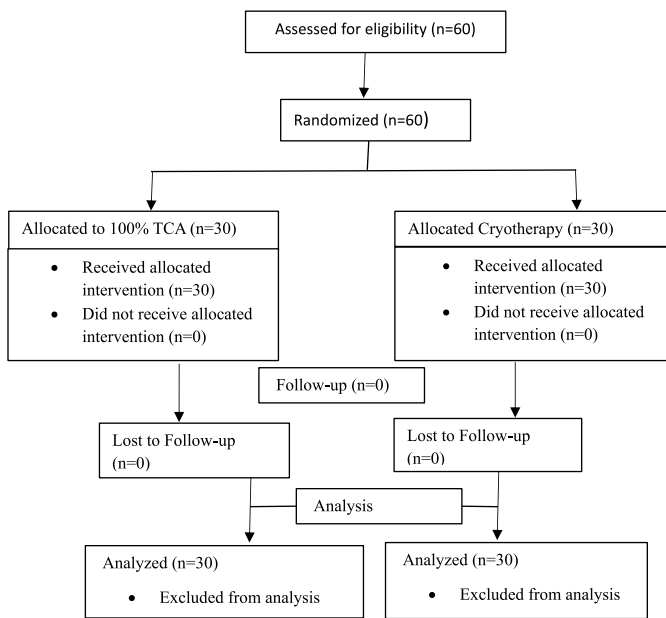 Assessed for eligibility (n=60)
Randomized (n=60)
Allocated to 100% TCA (n=30)
• Received allocated
intervention (n=30)
• Did not receive allocated
intervention (n=0)
Allocated Cryotherapy (n=30)
• Received allocated
intervention (n=30)
• Did not receive allocated
intervention (n=0)
Follow-up (n=0)
Lost to Follow-up
(n=0)
Lost to Follow-up
(n=0)
Analysis
Analyzed (n=30)
• Excluded from analysis
Analyzed (n=30)
• Excluded from analysis